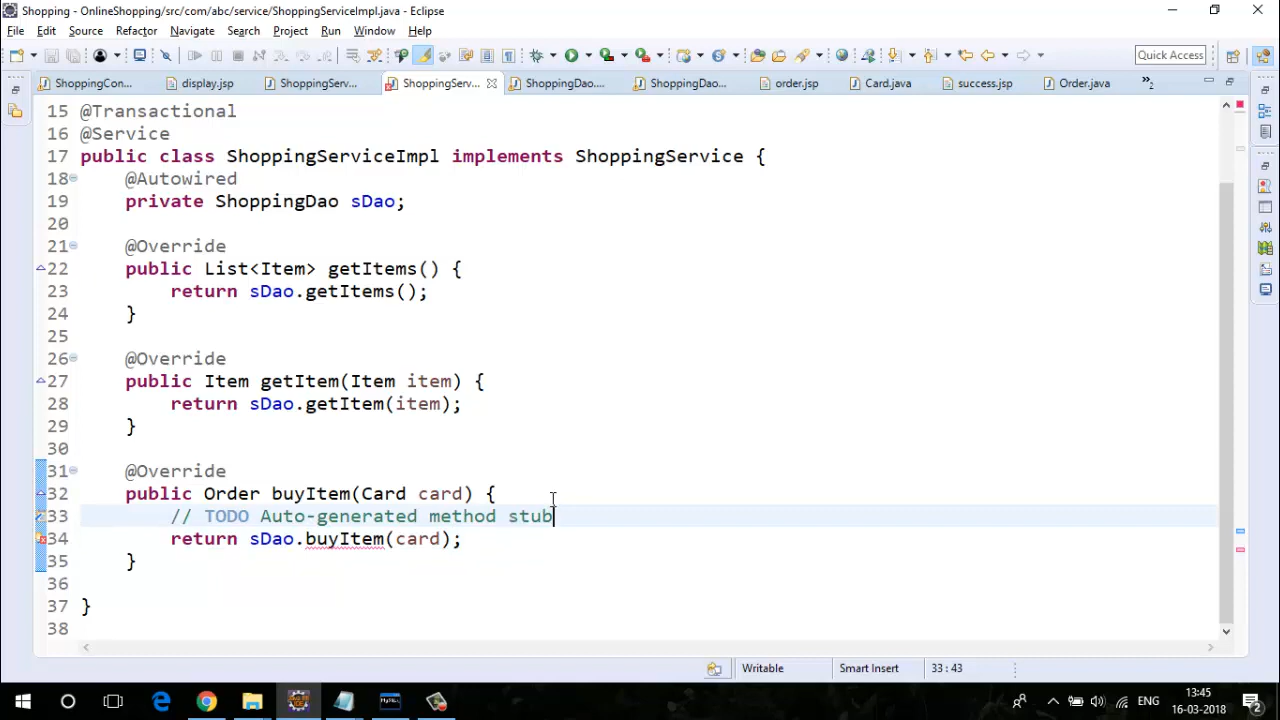 Shopping - OnlineShopping/src/com/abc/service/ShoppingServiceImpl.java - Eclipse
File Edit Source Refactor Navigate Search Project Run Window Help
Quick Access
ShoppingCon... display.jsp ShoppingServ... ShoppingServ... ShoppingDao.... ShoppingDao... order.jsp Card.java success.jsp Order.java »2
15 @Transactional
16 @Service
17 public class ShoppingServiceImpl implements ShoppingService {
18 @Autowired
19 private ShoppingDao sDao;
20
21 @Override
22 public List<Item> getItems() {
23 return sDao.getItems();
24 }
25
26 @Override
27 public Item getItem(Item item) {
28 return sDao.getItem(item);
29 }
30
31 @Override
32 public Order buyItem(Card card) {
33 // TODO Auto-generated method stub
34 return sDao.buyItem(card);
35 }
36
37 }
38
Writable Smart Insert 33 : 43
ENG 13:45
16-03-2018 2